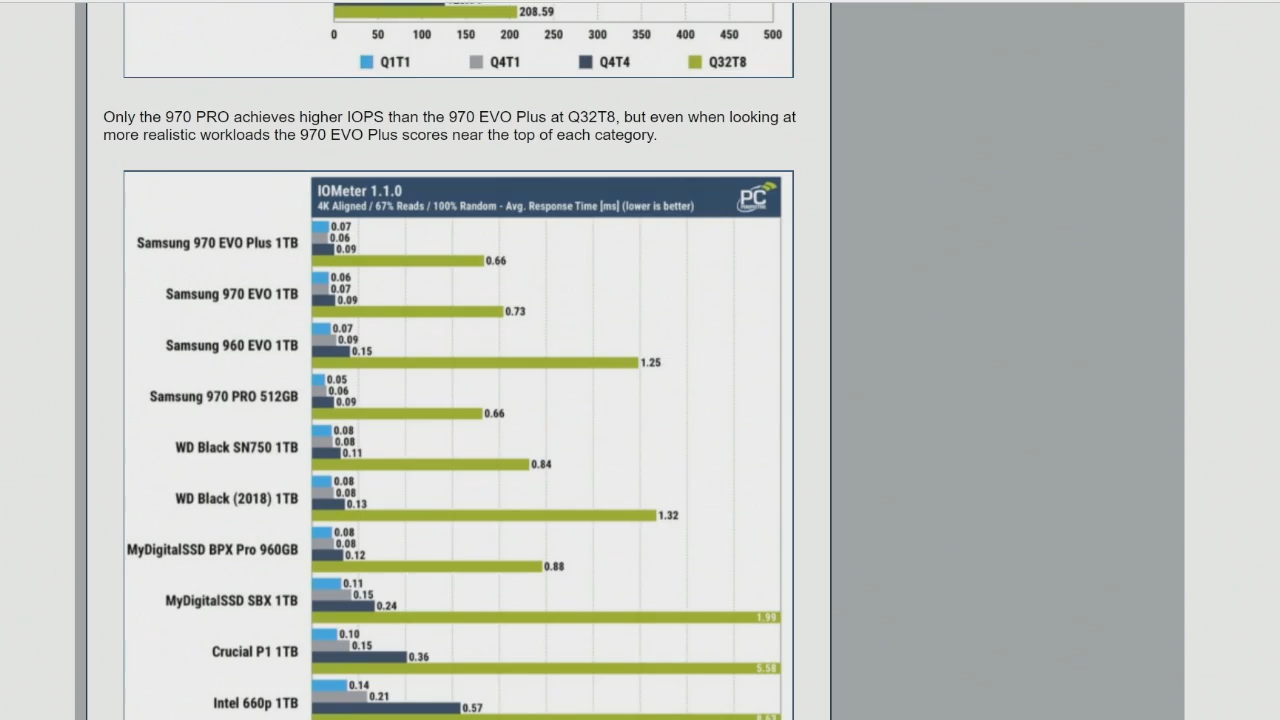 208.59
0 50 100 150 200 250 300 350 400 450 500
Q1T1 Q4T1 Q4T4 Q32T8
Only the 970 PRO achieves higher IOPS than the 970 EVO Plus at Q32T8, but even when looking at
more realistic workloads the 970 EVO Plus scores near the top of each category.
IOMeter 1.1.0
4K Aligned / 67% Reads / 100% Random - Avg. Response Time [ms] (lower is better)
PC
Samsung 970 EVO Plus 1TB
0.07
0.06
0.09
0.66
Samsung 970 EVO 1TB
0.06
0.07
0.09
0.73
Samsung 960 EVO 1TB
0.07
0.09
0.15
1.25
Samsung 970 PRO 512GB
0.05
0.06
0.09
0.66
WD Black SN750 1TB
0.08
0.08
0.11
0.84
WD Black (2018) 1TB
0.08
0.08
0.13
1.32
MyDigitalSSD BPX Pro 960GB
0.08
0.08
0.12
0.88
MyDigitalSSD SBX 1TB
0.11
0.15
0.24
1.99
Crucial P1 1TB
0.10
0.15
0.36
5.58
Intel 660p 1TB
0.14
0.21
0.57